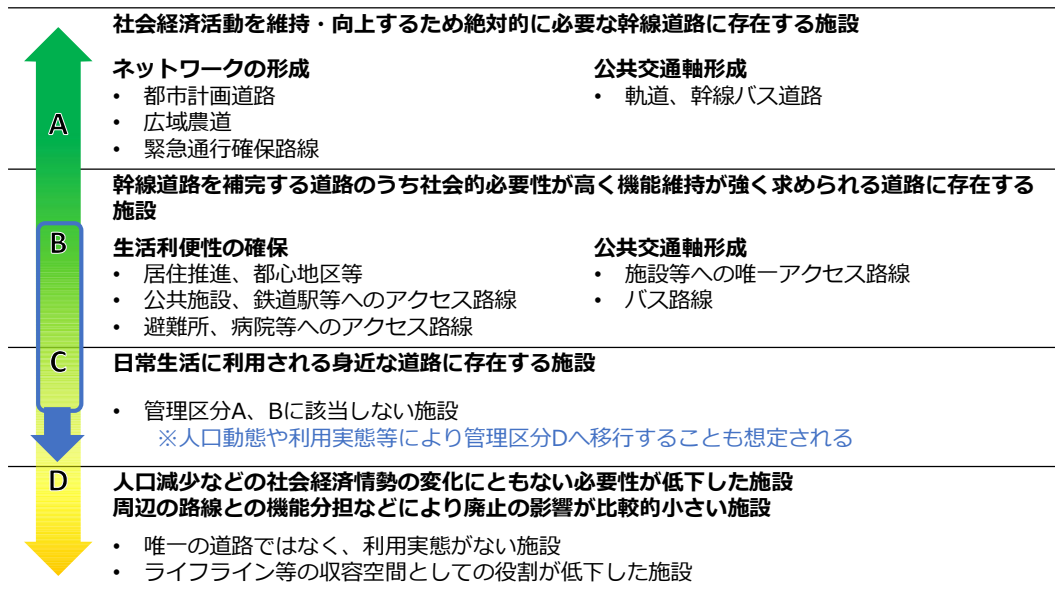 社会経済活動を維持・向上するため絶対的に必要な幹線道路に存在する施設
A
ネットワークの形成
• 都市計画道路
• 広域農道
• 緊急通行確保路線
公共交通軸形成
• 軌道、幹線バス道路
幹線道路を補完する道路のうち社会的必要性が高く機能維持が強く求められる道路に存在する
施設
B
生活利便性の確保
• 居住推進、都心地区等
• 公共施設、鉄道駅等へのアクセス路線
• 避難所、病院等へのアクセス路線
公共交通軸形成
• 施設等への唯一アクセス路線
• バス路線
C
日常生活に利用される身近な道路に存在する施設
• 管理区分A、Bに該当しない施設
※人口動態や利用実態等により管理区分Dへ移行することも想定される
D
人口減少などの社会経済情勢の変化にともない必要性が低下した施設
周辺の路線との機能分担などにより廃止の影響が比較的小さい施設
• 唯一の道路ではなく、利用実態がない施設
• ライフライン等の収容空間としての役割が低下した施設